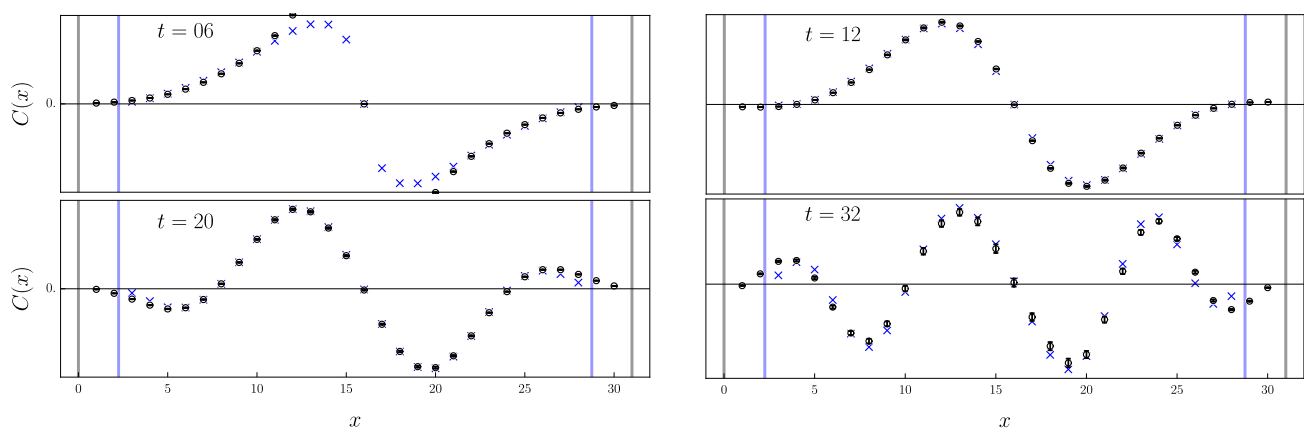 t = 06
C(x)
0.
t = 12
t = 20
C(x)
0.
0 5 10 15 20 25 30
x
t = 32
0 5 10 15 20 25 30
x